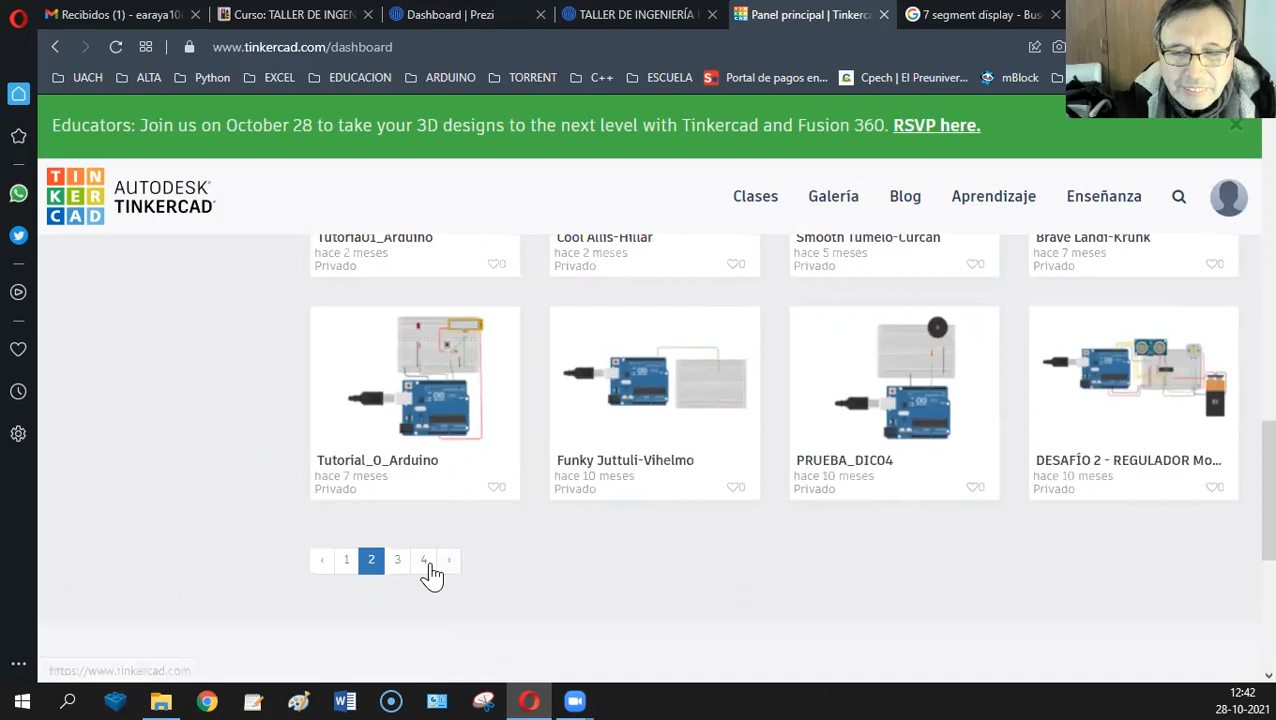 Recibidos (1) - earaya10
Curso: TALLER DE INGEN
Dashboard | Prezi
TALLER DE INGENIERÍA
Panel principal | Tinkerc
7 segment display - Bus
www.tinkercad.com/dashboard
UACH
ALTA
Python
EXCEL
EDUCACION
ARDUINO
TORRENT
C++
ESCUELA
Portal de pagos en...
Cpech | El Preuniver...
mBlock
Educators: Join us on October 28 to take your 3D designs to the next level with Tinkercad and Fusion 360. RSVP here.
TIN
KER
CAD
AUTODESK
TINKERCAD
Clases
Galería
Blog
Aprendizaje
Enseñanza
Tutorial01_Arduino
hace 2 meses
Privado
0
Cool Allis-Hillar
hace 2 meses
Privado
0
Smooth Tumelo-Curcan
hace 5 meses
Privado
0
Brave Landi-Krunk
hace 7 meses
Privado
0
Tutorial_0_Arduino
hace 7 meses
Privado
0
Funky Juttuli-Vihelmo
hace 10 meses
Privado
0
PRUEBA_DIC04
hace 10 meses
Privado
0
DESAFÍO 2 - REGULADOR Mo...
hace 10 meses
Privado
0
‹ 1 2 3 4 ›
https://www.tinkercad.com
12:42
28-10-2021